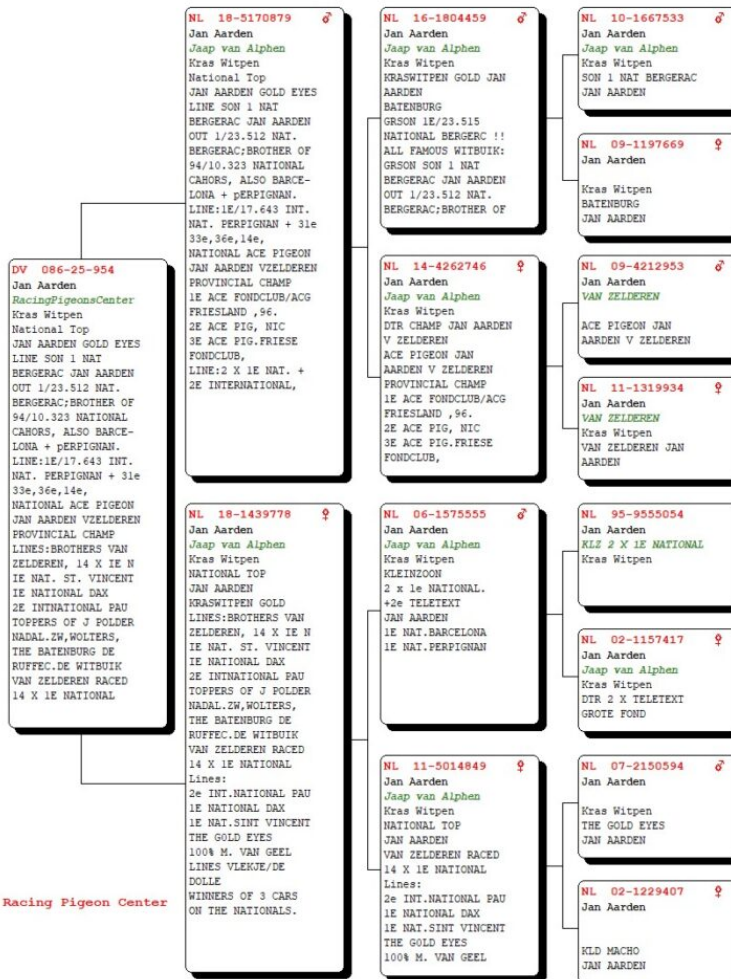 DV 086-25-954
Jan Aarden
RacingPigeonsCenter
Kras Witpen
National Top
JAN AARDEN GOLD EYES
LINE SON 1 NAT
BERGERAC JAN AARDEN
OUT 1/23.512 NAT.
BERGERAC;BROTHER OF
94/10.323 NATIONAL
CAHORS, ALSO BARCE-
LONA + pERPIGNAN.
LINE:1E/17.643 INT.
NAT. PERPIGNAN + 31e
33e,36e,14e,
NATIONAL ACE PIGEON
JAN AARDEN VZELDEREN
PROVINCIAL CHAMP
LINES:BROTHERS VAN
ZELDEREN, 14 X IE N
IE NAT. ST. VINCENT
IE NATIONAL DAX
2E INTNATIONAL PAU
TOPPERS OF J POLDER
NADAL.ZW,WOLTERS,
THE BATENBURG DE
RUFFEC.DE WITBUIK
VAN ZELDEREN RACED
14 X 1E NATIONAL
NL 18-5170879 ♂
Jan Aarden
Jaap van Alphen
Kras Witpen
National Top
JAN AARDEN GOLD EYES
LINE SON 1 NAT
BERGERAC JAN AARDEN
OUT 1/23.512 NAT.
BERGERAC;BROTHER OF
94/10.323 NATIONAL
CAHORS, ALSO BARCE-
LONA + pERPIGNAN.
LINE:1E/17.643 INT.
NAT. PERPIGNAN + 31e
33e,36e,14e,
NATIONAL ACE PIGEON
JAN AARDEN VZELDEREN
PROVINCIAL CHAMP
1E ACE FONDCLUB/ACG
FRIESLAND ,96.
2E ACE PIG, NIC
3E ACE PIG.FRIESE
FONDCLUB,
LINE:2 X 1E NAT. +
2E INTERNATIONAL,
NL 18-1439778 ♀
Jan Aarden
Jaap van Alphen
Kras Witpen
NATIONAL TOP
JAN AARDEN
KRASWITPEN GOLD
LINES:BROTHERS VAN
ZELDEREN, 14 X IE N
IE NAT. ST. VINCENT
IE NATIONAL DAX
2E INTNATIONAL PAU
TOPPERS OF J POLDER
NADAL.ZW,WOLTERS,
THE BATENBURG DE
RUFFEC.DE WITBUIK
VAN ZELDEREN RACED
14 X 1E NATIONAL
Lines:
2e INT.NATIONAL PAU
1E NATIONAL DAX
1E NAT.SINT VINCENT
THE GOLD EYES
100% M. VAN GEEL
LINES VLEKJE/DE
DOLLE
WINNERS OF 3 CARS
ON THE NATIONALS.
NL 16-1804459 ♂
Jan Aarden
Jaap van Alphen
Kras Witpen
KRASWITPEN GOLD JAN
AARDEN
BATENBURG
GRSON 1E/23.515
NATIONAL BERGERC !!
ALL FAMOUS WITBUIK:
GRSON SON 1 NAT
BERGERAC JAN AARDEN
OUT 1/23.512 NAT.
BERGERAC;BROTHER OF
NL 14-4262746 ♀
Jan Aarden
Jaap van Alphen
Kras Witpen
DTR CHAMP JAN AARDEN
V ZELDEREN
ACE PIGEON JAN
AARDEN V ZELDEREN
PROVINCIAL CHAMP
1E ACE FONDCLUB/ACG
FRIESLAND ,96.
2E ACE PIG, NIC
3E ACE PIG.FRIESE
FONDCLUB,
NL 06-1575555 ♂
Jan Aarden
Jaap van Alphen
Kras Witpen
KLEINZOON
2 x 1e NATIONAL.
+2e TELETEXT
JAN AARDEN
1E NAT.BARCELONA
1E NAT.PERPIGNAN
NL 11-5014849 ♀
Jan Aarden
Jaap van Alphen
Kras Witpen
NATIONAL TOP
JAN AARDEN
VAN ZELDEREN RACED
14 X 1E NATIONAL
Lines:
2e INT.NATIONAL PAU
1E NATIONAL DAX
1E NAT.SINT VINCENT
THE GOLD EYES
100% M. VAN GEEL
NL 10-1667533 ♂
Jan Aarden
Jaap van Alphen
Kras Witpen
SON 1 NAT BERGERAC
JAN AARDEN
NL 09-1197669 ♀
Jan Aarden
Kras Witpen
BATENBURG
JAN AARDEN
NL 09-4212953 ♂
Jan Aarden
VAN ZELDEREN
ACE PIGEON JAN
AARDEN V ZELDEREN
NL 11-1319934 ♀
Jan Aarden
VAN ZELDEREN
Kras Witpen
VAN ZELDEREN JAN
AARDEN
NL 95-9555054
Jan Aarden
KLZ 2 X 1E NATIONAL
Kras Witpen
NL 02-1157417 ♀
Jan Aarden
Jaap van Alphen
Kras Witpen
DTR 2 X TELETEXT
GROTE FOND
NL 07-2150594 ♂
Jan Aarden
Kras Witpen
THE GOLD EYES
JAN AARDEN
NL 02-1229407 ♀
Jan Aarden
KLD MACHO
JAN AARDEN
Racing Pigeon Center